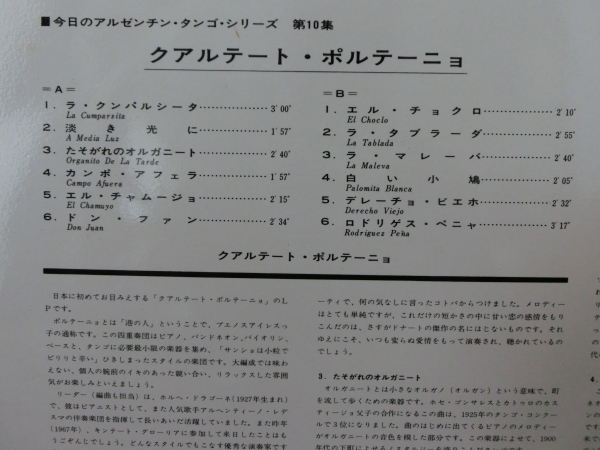 ■今日のアルゼンチン・タンゴ・シリーズ 第10集
クアルテート・ポルテーニョ
=A=
1. ラ・クンパルシータ………………3′00″
La Cumparsita
2. 淡き光に………………1′57″
A Media Luz
3. たそがれのオルガニート………………2′40″
Organito De La Tarde
4. カンポ・アフェラ………………1′57″
Campo Afuera
5. エル・チャムージョ………………2′15″
El Chamuyo
6. ドン・ファン………………2′34″
Don Juan
=B=
1. エル・チョクロ………………2′10″
El Choclo
2. ラ・タブラーダ………………2′55″
La Tablada
3. ラ・マレーバ………………2′40″
La Maleva
4. 白い小鳩………………2′05″
Palomita Blanca
5. デレーチョ・ビエホ………………2′32″
Derecho Viejo
6. ロドリゲス・ペニャ………………3′17″
Rodriguez Peña
クアルテート・ポルテーニョ
日本に初めてお目みえする「クアルテート・ポルテーニョ」のL
Pです。
ポルテーニョとは「港の人」ということで、ブエノスアイレスっ
子の通称です。この四重奏団はピアノ、バンドネオン、バイオリン、
ベースと、タンゴに必要最小限の楽器を集め、「サンショは小粒で
ピリリと辛い」ひきしまったスタイルの楽団です。大編成では味わ
えない、個人の腕前のイキのあった競い合い、リラックスした雰囲
気がお楽しみいえましょう。
リーダー（編曲も担当）は、ホルヘ・ドラゴーネ(1927年生まれ)
で、彼はピアニストとして、また人気歌手アルヘンティーノ・レデ
スマの伴奏楽団を指揮して長いあいだ活躍していました。また昨年
(1967年)、キンテート・グローリアに参加して来日したことはも
うごぞんじでしょう。どんなスタイルでもこなす優秀な演奏家です
ーティで、何の気なしに言ったコトバからつけました。メロディー
はとても単純ですが、これだけの短かさの中に甘い恋の感情をもり
こんだのは、さすがドナートの傑作の名にはじないものです。それ
ゆえにこそ、いつも変らぬ愛情をもって演奏され、聴かれているの
でしょう。
3. たそがれのオルガニート
オルガニートとは小さなオルガノ（オルガン）という意味で、町
を流して歩くための楽器です。ホセ・ゴンサレスとカトゥロのカス
ティージョ父子の合作になるこの曲は、1925年のタンゴ・コンクー
ルで3位になりました。曲のはじめに出てくるピアノのメロディー
がオルガニートの音色を模した部分です。この楽器によせて、1900